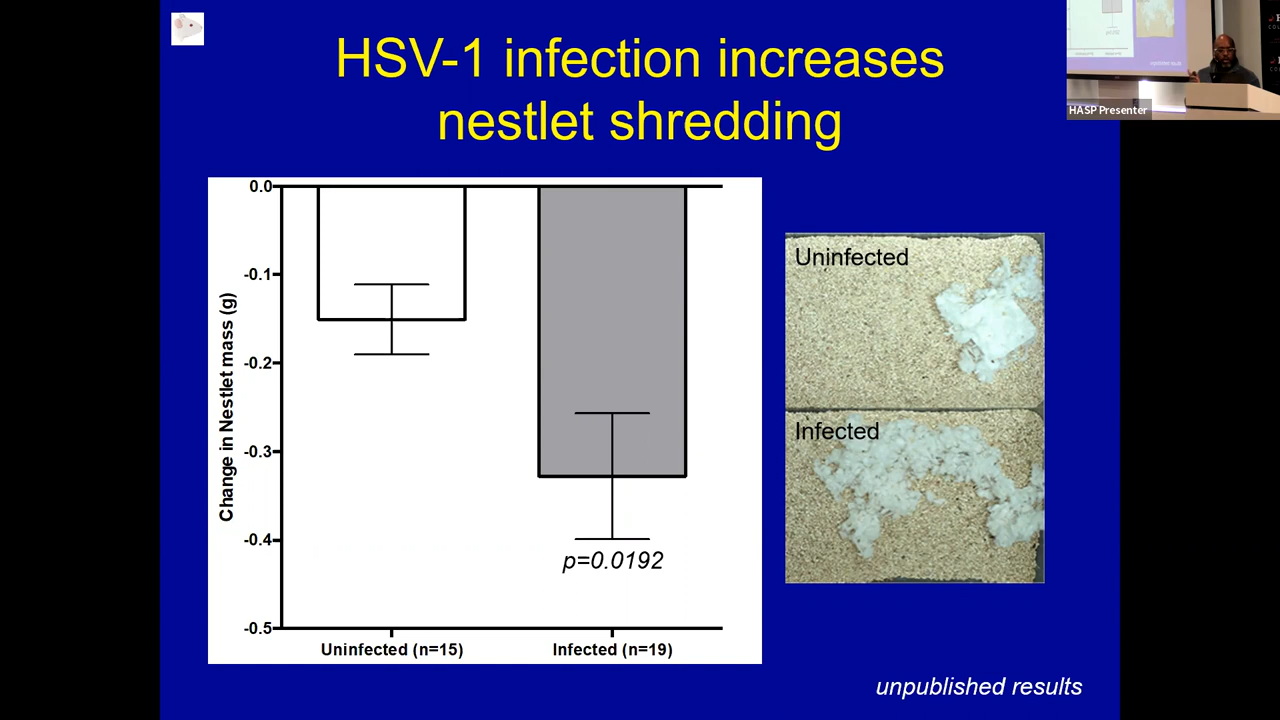 HSV-1 infection increases
nestlet shredding
HASP Presenter
0.0
-0.1
-0.2
-0.3
-0.4
-0.5
Change in Nestlet mass (g)
p=0.0192
Uninfected (n=15)
Infected (n=19)
Uninfected
Infected
unpublished results